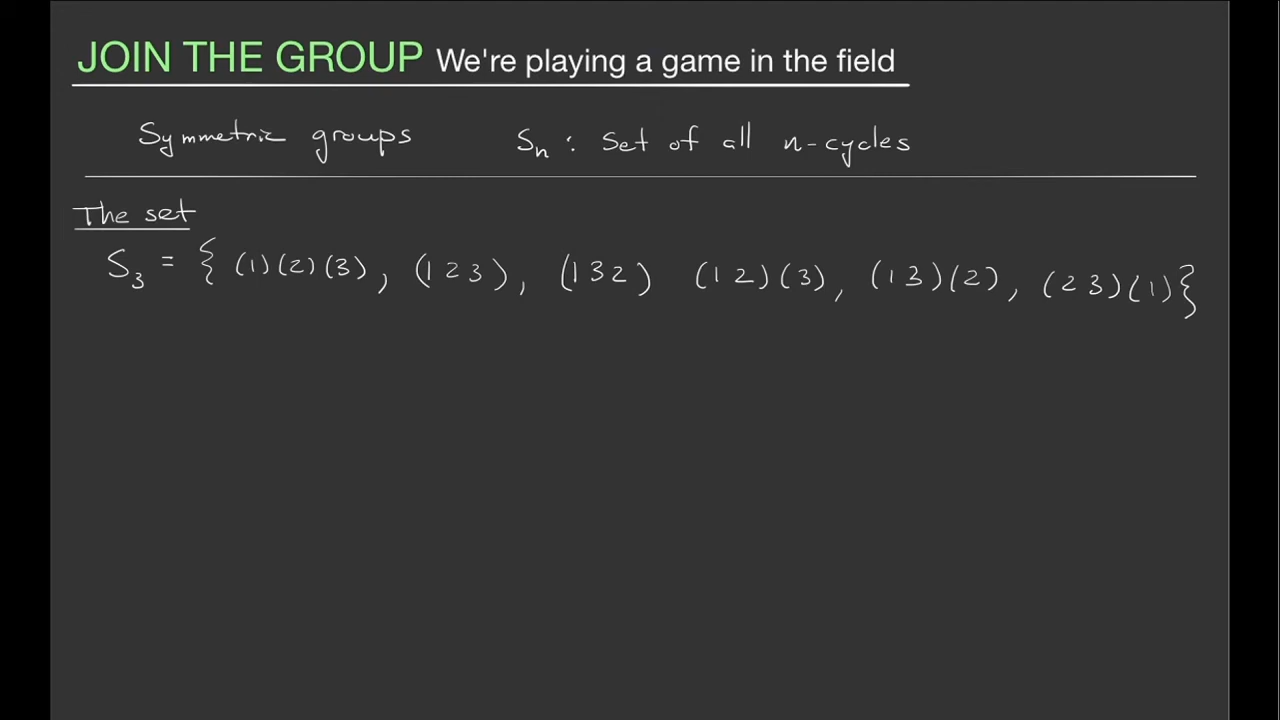 JOIN THE GROUP We're playing a game in the field
Symmetric groups Sn : Set of all n-cycles
The set
S3 = { (1)(2)(3), (1 2 3), (1 3 2) (1 2)(3), (1 3)(2), (2 3)(1)}